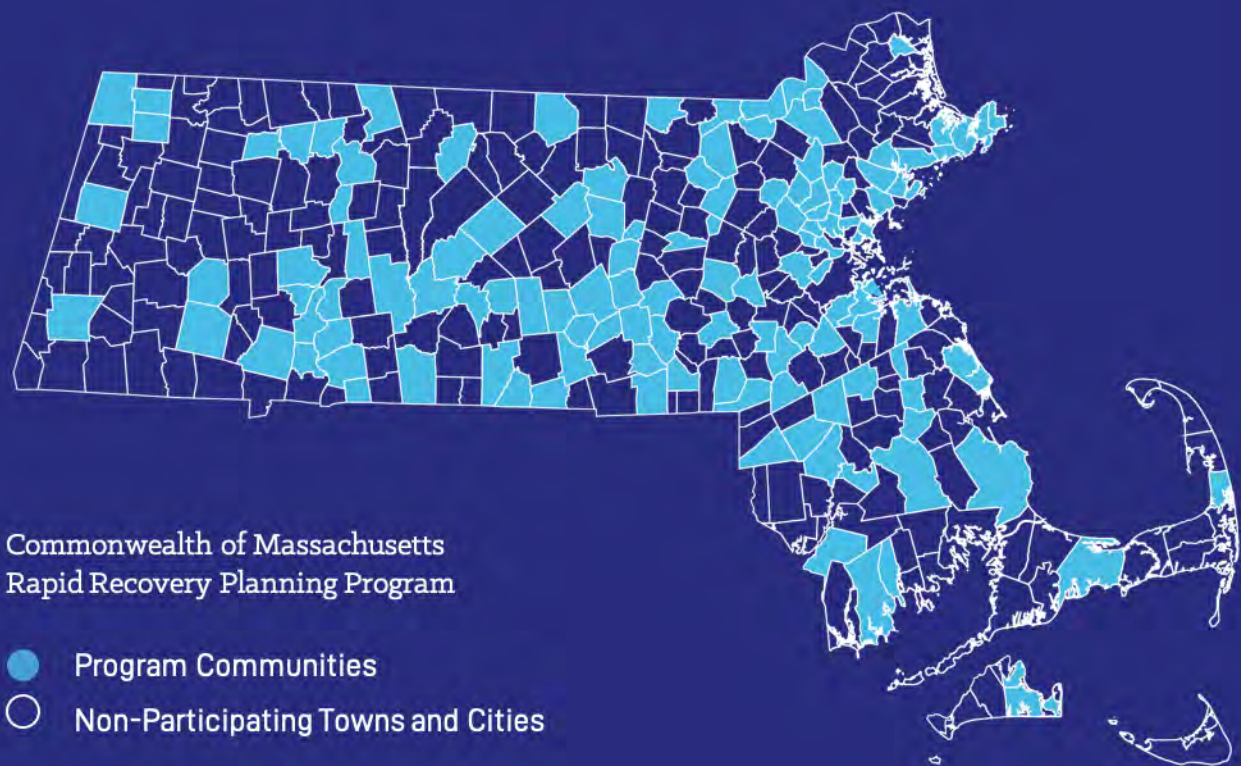 Commonwealth of Massachusetts
Rapid Recovery Planning Program
Program Communities
Non-Participating Towns and Cities